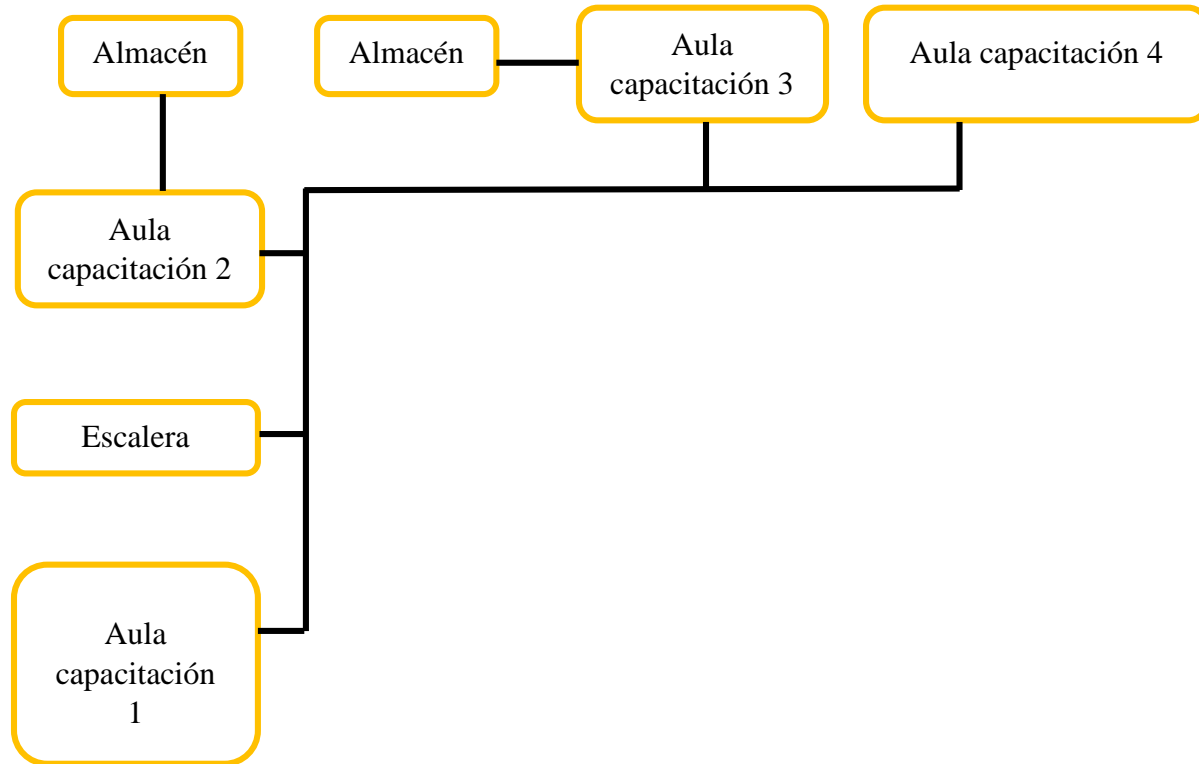 Almacén
Almacén
Aula
capacitación 3
Aula capacitación 4
Aula
capacitación 2
Escalera
Aula
capacitación
1